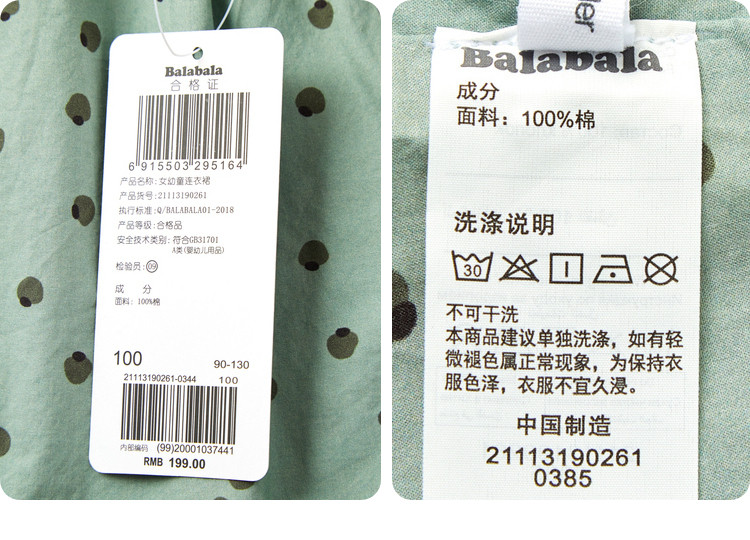 Balabala
合格证
6 915503 295164
产品名称:女幼童连衣裙
产品货号:21113190261
执行标准:Q/BALABALA01-2018
产品等级:合格品
安全技术类别:符合GB31701
A类(婴幼儿用品)
检验员:09
成 分
面料:100%棉
100 90-130
21113190261-0344 100
内部编码 (99)20001037441
RMB 199.00
der
Balabala
成分
面料：100%棉
洗涤说明
30
不可干洗
本商品建议单独洗涤，如有轻
微褪色属正常现象，为保持衣
服色泽，衣服不宜久浸。
中国制造
21113190261
0385